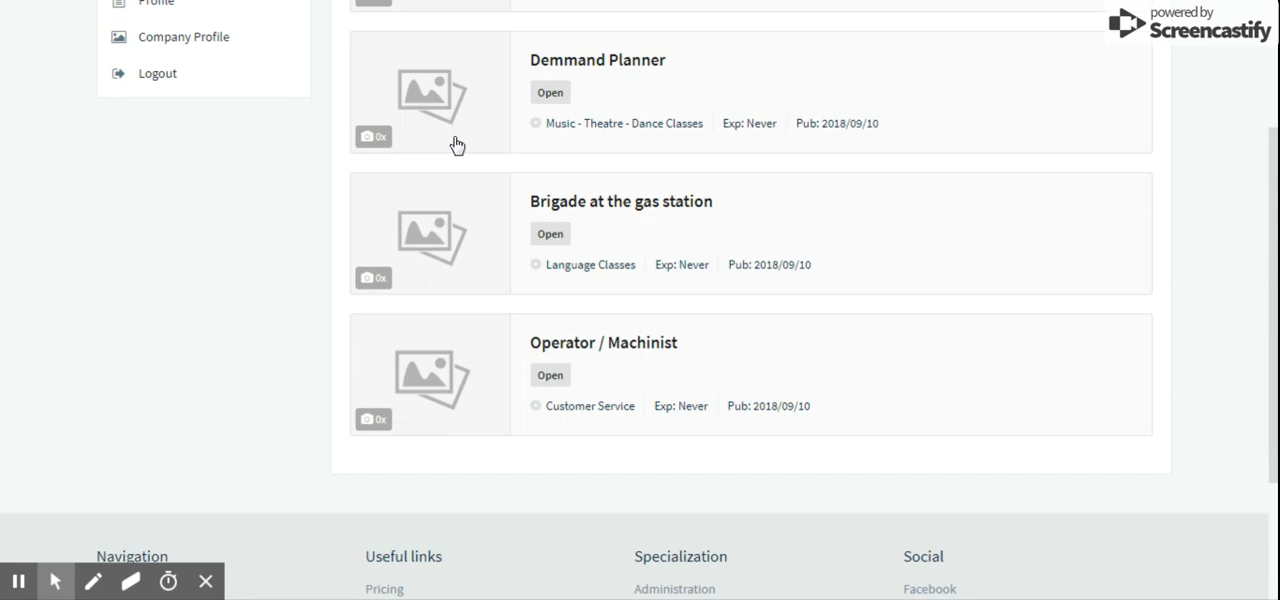 Profile
powered by
Screencastify
Company Profile
Logout
Demmand Planner
Open
0x
Music - Theatre - Dance Classes Exp: Never Pub: 2018/09/10
Brigade at the gas station
Open
0x
Language Classes Exp: Never Pub: 2018/09/10
Operator / Machinist
Open
0x
Customer Service Exp: Never Pub: 2018/09/10
Navigation Useful links Specialization Social
Pricing Administration Facebook